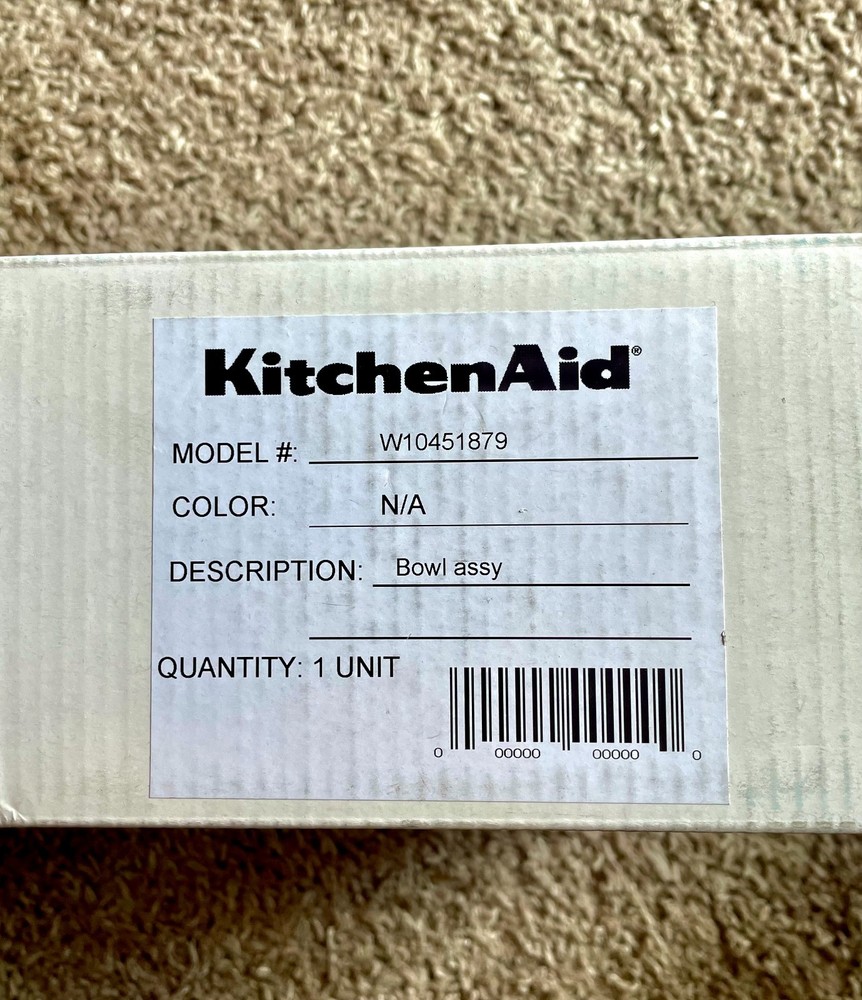 KitchenAid®
MODEL #: W10451879
COLOR: N/A
DESCRIPTION: Bowl assy
QUANTITY: 1 UNIT
0 00000 00000 0